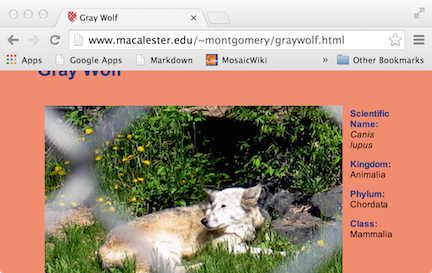 Gray Wolf
www.macalester.edu/~montgomery/graywolf.html
Apps Google Docs Markdown MosaicWiki » Other Bookmarks
Gray Wolf
Scientific
Name:
Canis
lupus
Kingdom:
Animalia
Phylum:
Chordata
Class:
Mammalia